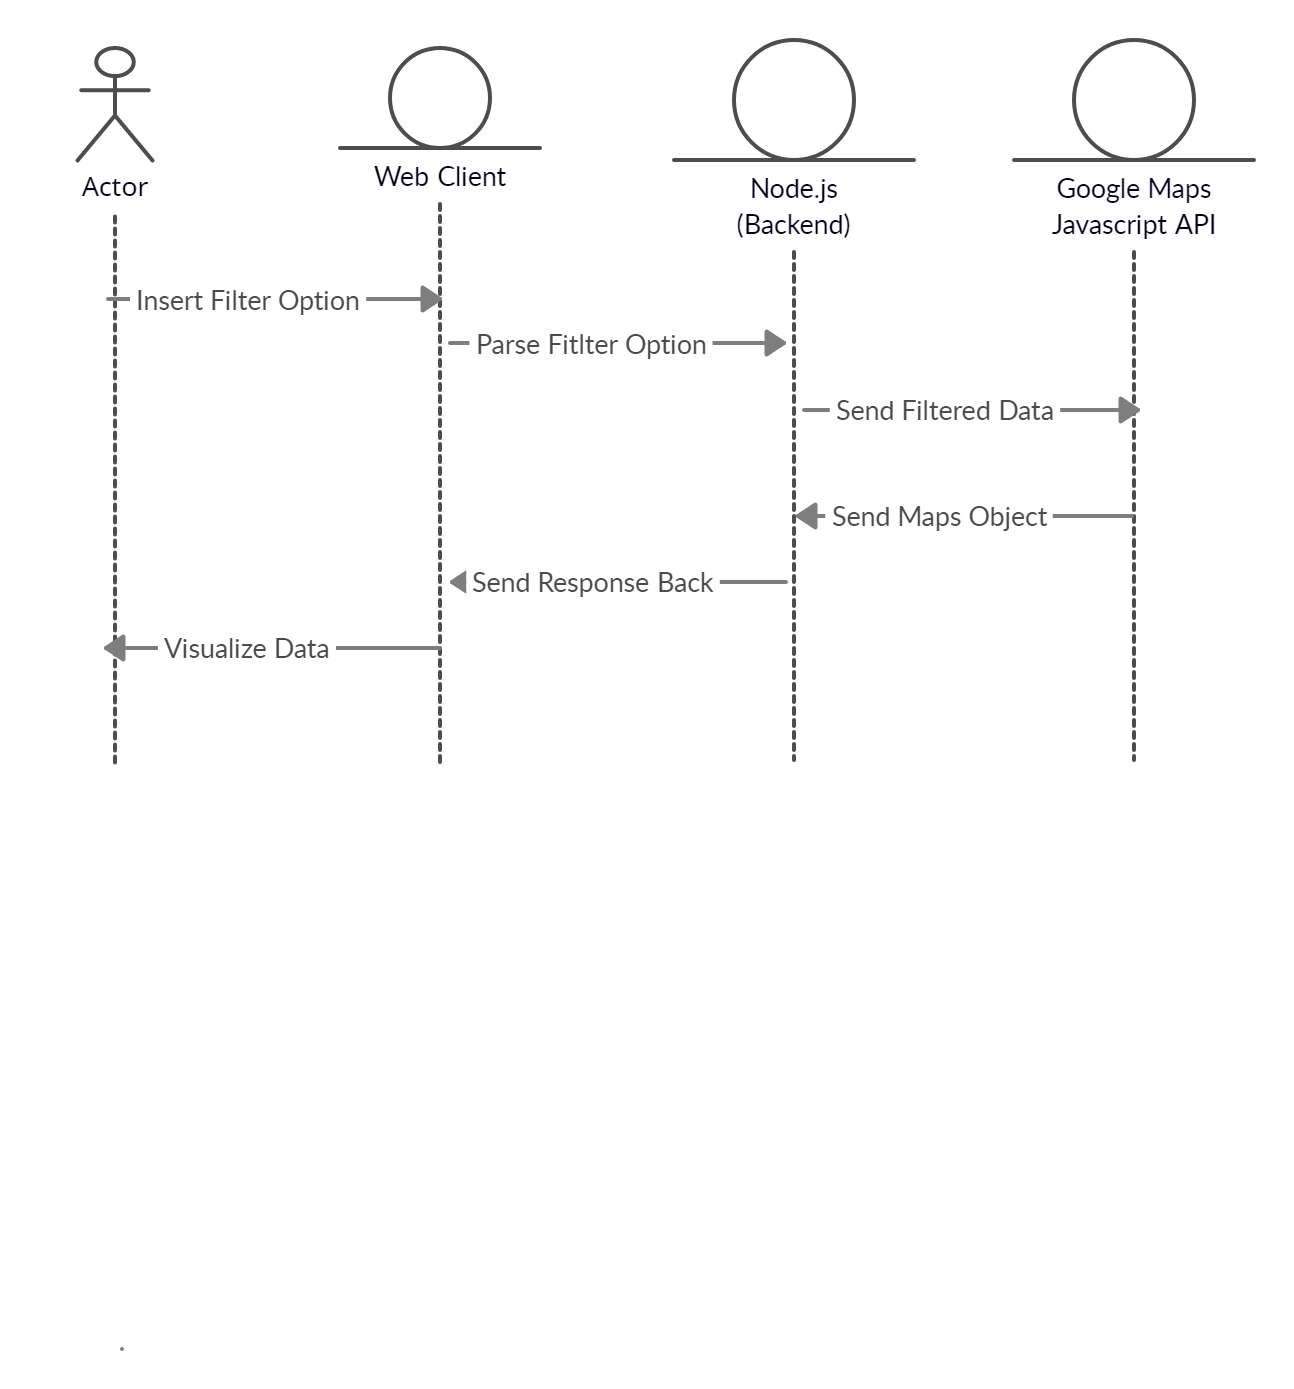 Actor
Web Client
Node.js
(Backend)
Google Maps
Javascript API
Insert Filter Option
Parse Fitlter Option
Send Filtered Data
Send Maps Object
Send Response Back
Visualize Data